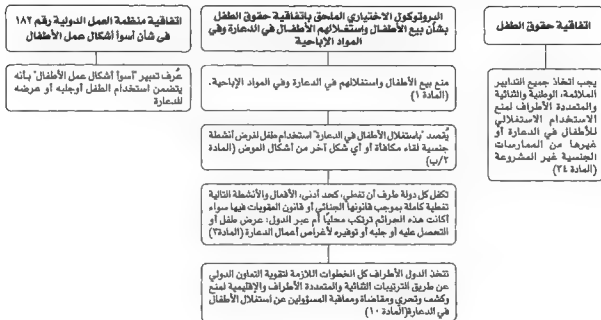 اتفاقية حقوق الطفل
يجب اتخاذ جميع التدابير
الملائمة، الوطنية والثنائية
والمتعددة الأطراف لمنع
الاستخدام الاستغلالي
للأطفال في الدعارة أو
غيرها من الممارسات
الجنسية غير المشروعة
(المادة ٣٤)
البروتوكول الاختياري الملحق باتفاقية حقوق الطفل
بشأن بيع الأطفال واستغلالهم الأطفال في الدعارة وفي
المواد الإباحية
منع بيع الأطفال واستغلالهم في الدعارة وفي المواد الإباحية.
(المادة ١)
يُقصد "باستغلال الأطفال في الدعارة" استخدام طفل لغرض أنشطة
جنسية لقاء مكافأة أو أي شكل آخر من أشكال العوض (المادة
٢/ب)
تكفل كل دولة طرف أن تغطي، كحد أدنى، الأفعال والأنشطة التالية
تغطية كاملة بموجب قانونها الجنائي أو قانون العقوبات فيها سواء
أكانت هذه الجرائم ترتكب محليًا أم عبر الدول: عرض طفل أو
التحصل عليه أو جلبه أو توفيره لأغراض أعمال الدعارة (المادة٣)
تتخذ الدول الأطراف كل الخطوات اللازمة لتقوية التعاون الدولي
عن طريق الترتيبات الثنائية والمتعددة الأطراف والإقليمية لمنع
وكشف وتحري ومقاضاة ومعاقبة المسؤولين عن استغلال الأطفال
في الدعارة(المادة ١٠)
اتفاقية منظمة العمل الدولية رقم ١٨٢
في شأن أسوأ أشكال عمل الأطفال
عُرف تعبير "أسوأ أشكال عمل الأطفال" بأنه
يتضمن استخدام الطفل أوجلبه أو عرضه
للدعارة